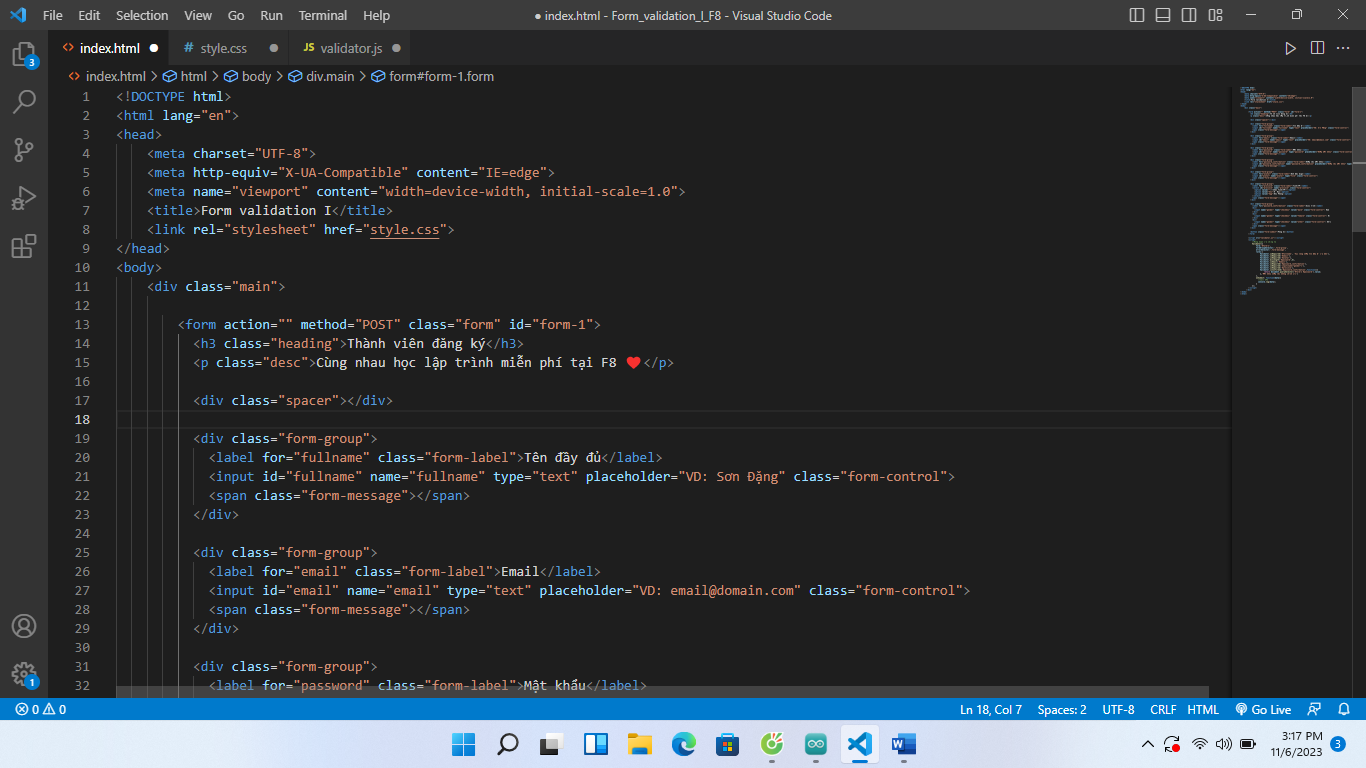 File Edit Selection View Go Run Terminal Help ● index.html - Form_validation_I_F8 - Visual Studio Code
index.html style.css validator.js
index.html > html > body > div.main > form#form-1.form
1 <!DOCTYPE html>
2 <html lang="en">
3 <head>
4 <meta charset="UTF-8">
5 <meta http-equiv="X-UA-Compatible" content="IE=edge">
6 <meta name="viewport" content="width=device-width, initial-scale=1.0">
7 <title>Form validation I</title>
8 <link rel="stylesheet" href="style.css">
9 </head>
10 <body>
11 <div class="main">
12
13 <form action="" method="POST" class="form" id="form-1">
14 <h3 class="heading">Thành viên đăng ký</h3>
15 <p class="desc">Cùng nhau học lập trình miễn phí tại F8 ❤️</p>
16
17 <div class="spacer"></div>
18
19 <div class="form-group">
20 <label for="fullname" class="form-label">Tên đầy đủ</label>
21 <input id="fullname" name="fullname" type="text" placeholder="VD: Sơn Đặng" class="form-control">
22 <span class="form-message"></span>
23 </div>
24
25 <div class="form-group">
26 <label for="email" class="form-label">Email</label>
27 <input id="email" name="email" type="text" placeholder="VD: email@domain.com" class="form-control">
28 <span class="form-message"></span>
29 </div>
30
31 <div class="form-group">
32 <label for="password" class="form-label">Mật khẩu</label>
3
1
0 0 Ln 18, Col 7 Spaces: 2 UTF-8 CRLF HTML Go Live
3:17 PM
11/6/2023 3